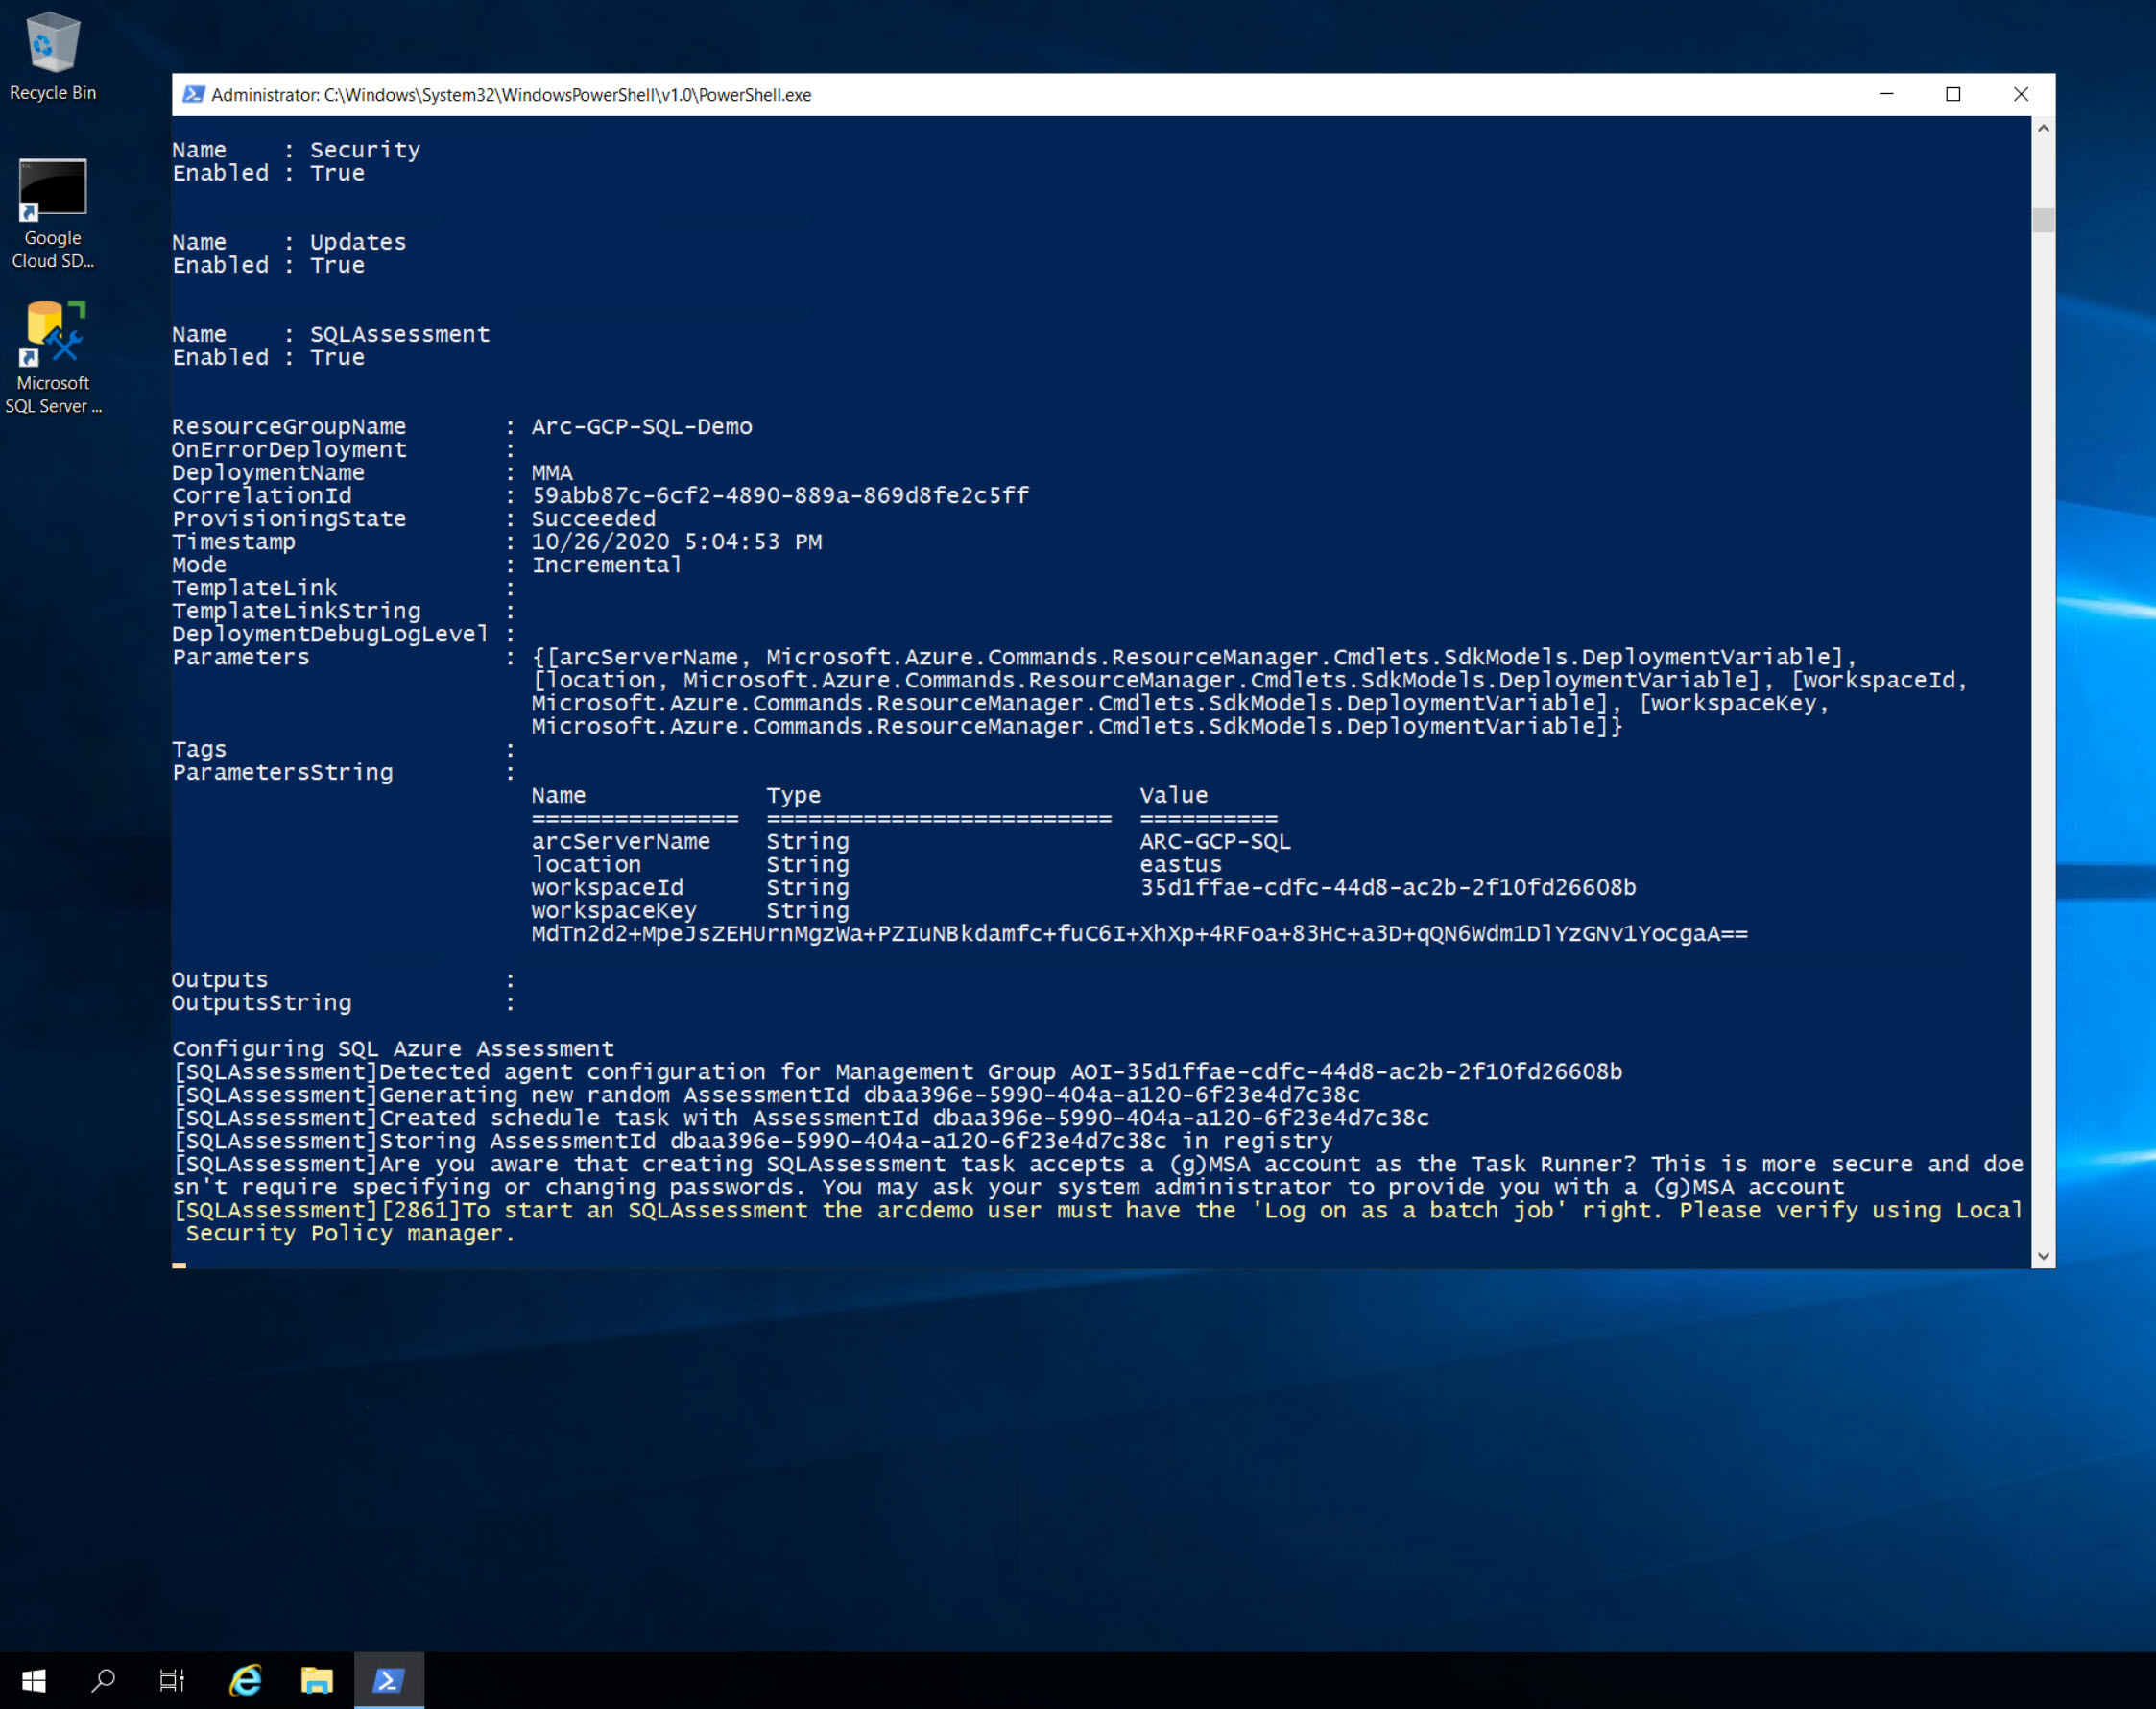 Recycle Bin
Google
Cloud SD...
Microsoft
SQL Server ...
Administrator: C:\Windows\System32\WindowsPowerShell\v1.0\PowerShell.exe
Name    : Security
Enabled : True
Name    : Updates
Enabled : True
Name    : SQLAssessment
Enabled : True
ResourceGroupName       : Arc-GCP-SQL-Demo
OnErrorDeployment       :
DeploymentName          : MMA
CorrelationId           : 59abb87c-6cf2-4890-889a-869d8fe2c5ff
ProvisioningState       : Succeeded
Timestamp               : 10/26/2020 5:04:53 PM
Mode                    : Incremental
TemplateLink            :
TemplateLinkString      :
DeploymentDebugLogLevel :
Parameters              : {[arcServerName, Microsoft.Azure.Commands.ResourceManager.Cmdlets.SdkModels.DeploymentVariable],
[location, Microsoft.Azure.Commands.ResourceManager.Cmdlets.SdkModels.DeploymentVariable], [workspaceId,
Microsoft.Azure.Commands.ResourceManager.Cmdlets.SdkModels.DeploymentVariable], [workspaceKey,
Microsoft.Azure.Commands.ResourceManager.Cmdlets.SdkModels.DeploymentVariable]}
Tags                    :
ParametersString        :
Name             Type                       Value
===============  =========================  ==========
arcServerName    String                     ARC-GCP-SQL
location         String                     eastus
workspaceId      String                     35d1ffae-cdfc-44d8-ac2b-2f10fd26608b
workspaceKey     String
MdTn2d2+MpeJsZEHUrnMgzWa+PZIuNBkdamfc+fuC6I+XhXp+4RFoa+83Hc+a3D+qQN6Wdm1DlYzGNv1YocgaA==
Outputs                 :
OutputsString           :
Configuring SQL Azure Assessment
[SQLAssessment]Detected agent configuration for Management Group AOI-35d1ffae-cdfc-44d8-ac2b-2f10fd26608b
[SQLAssessment]Generating new random AssessmentId dbaa396e-5990-404a-a120-6f23e4d7c38c
[SQLAssessment]Created schedule task with AssessmentId dbaa396e-5990-404a-a120-6f23e4d7c38c
[SQLAssessment]Storing AssessmentId dbaa396e-5990-404a-a120-6f23e4d7c38c in registry
[SQLAssessment]Are you aware that creating SQLAssessment task accepts a (g)MSA account as the Task Runner? This is more secure and doe
sn't require specifying or changing passwords. You may ask your system administrator to provide you with a (g)MSA account
[SQLAssessment][2861]To start an SQLAssessment the arcdemo user must have the 'Log on as a batch job' right. Please verify using Local
Security Policy manager.